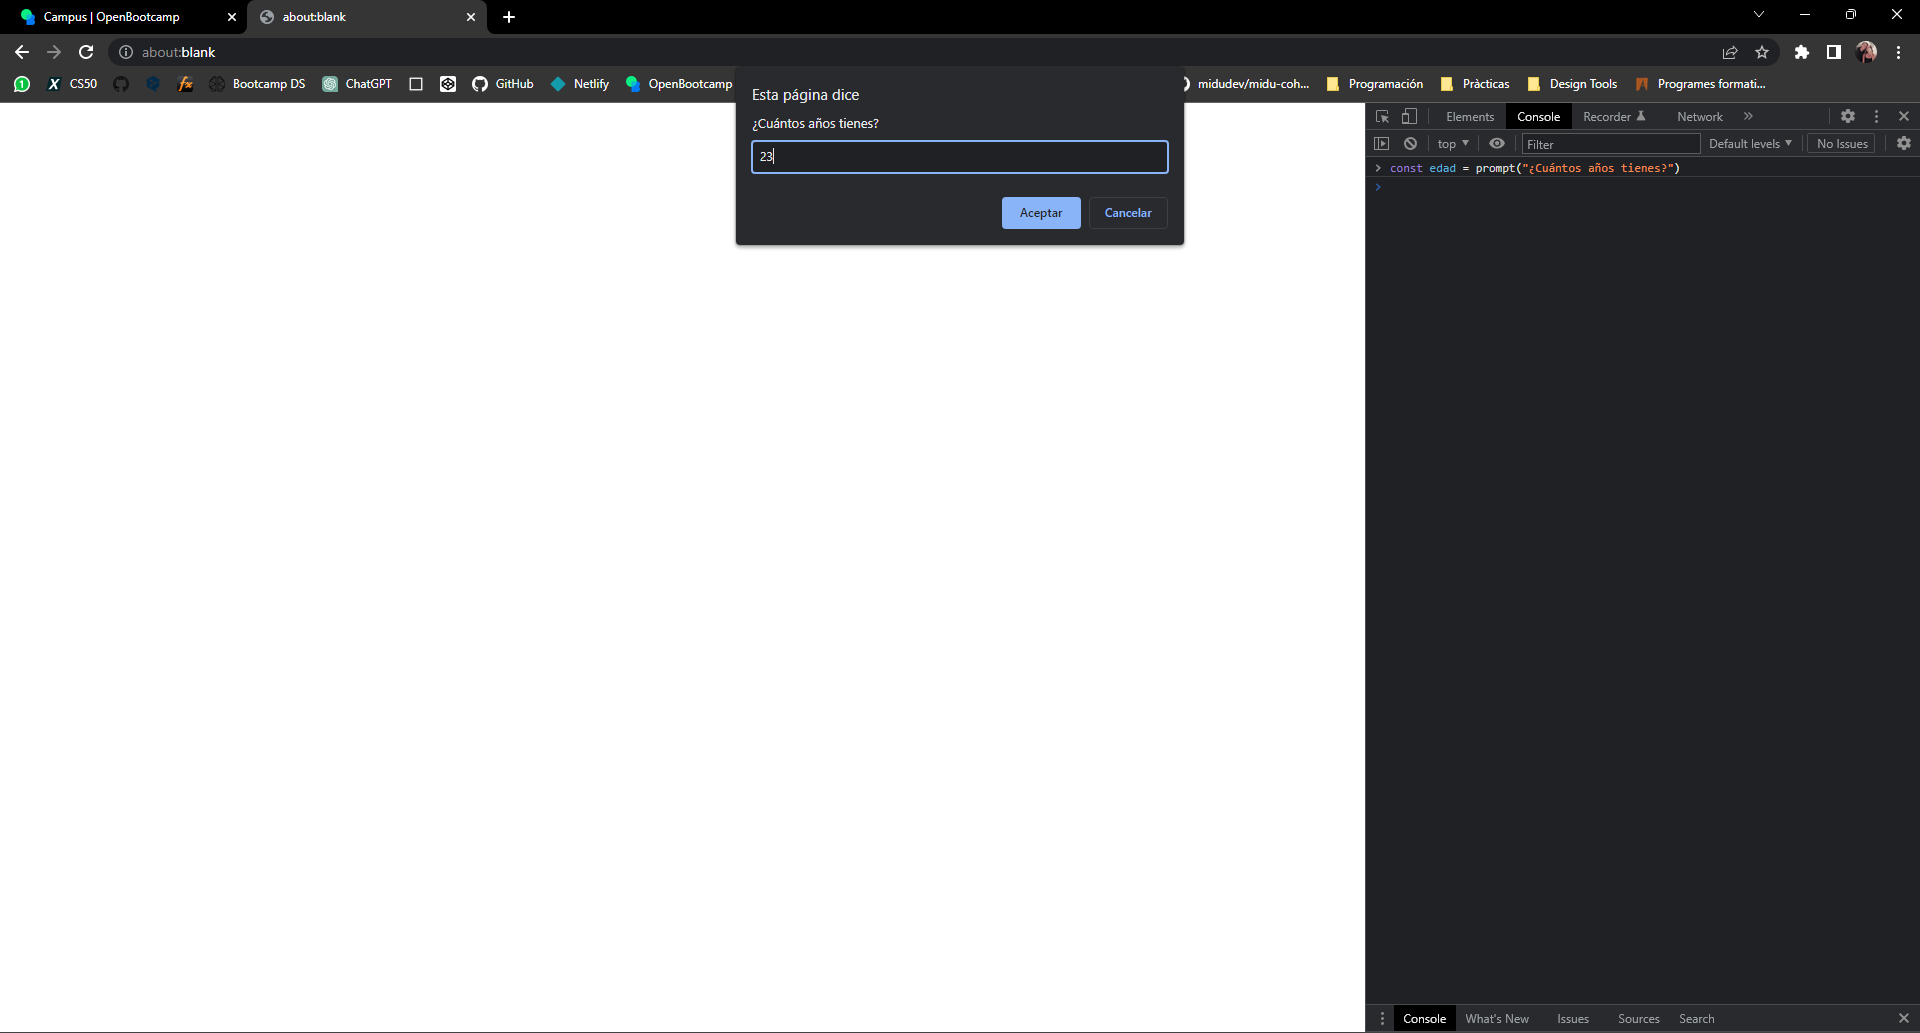 Campus | OpenBootcamp
about:blank
about:blank
CS50
Bootcamp DS
ChatGPT
GitHub
Netlify
OpenBootcamp
midudev/midu-coh...
Programación
Pràcticas
Design Tools
Programes formati...
Esta página dice
¿Cuántos años tienes?
23
Aceptar
Cancelar
Elements
Console
Recorder
Network
top
Filter
Default levels
No Issues
const edad = prompt("¿Cuántos años tienes?")
Console
What's New
Issues
Sources
Search